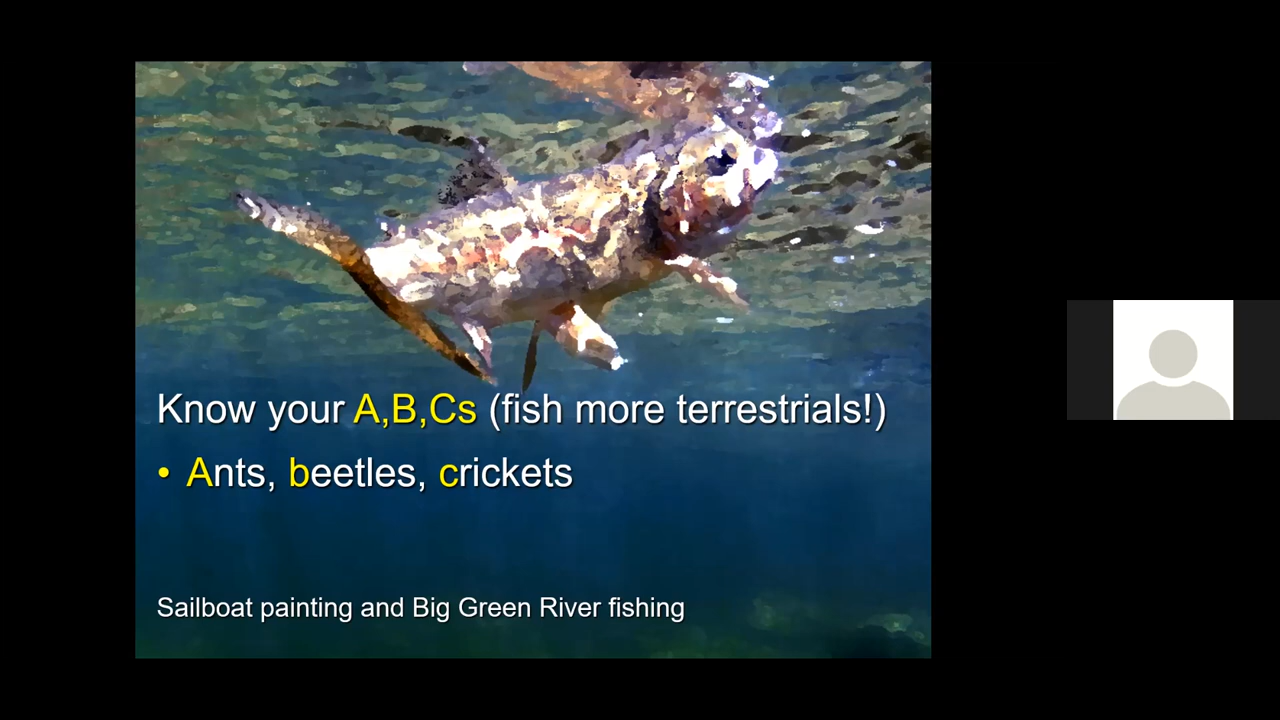 Know your A,B,Cs (fish more terrestrials!)
• Ants, beetles, crickets
Sailboat painting and Big Green River fishing